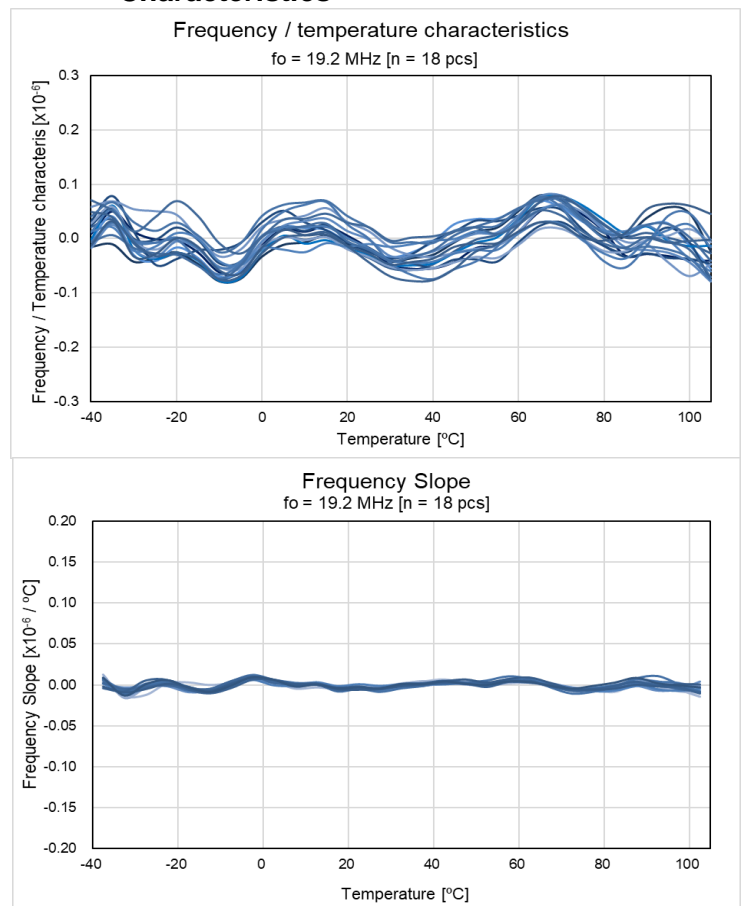 Characteristics
Frequency / temperature characteristics
fo = 19.2 MHz [n = 18 pcs]
Frequency / Temperature characteris [x10⁻⁶]
0.3
0.2
0.1
0.0
-0.1
-0.2
-0.3
-40 -20 0 20 40 60 80 100
Temperature [ºC]
Frequency Slope
fo = 19.2 MHz [n = 18 pcs]
Frequency Slope [x10⁻⁶ / ºC]
0.20
0.15
0.10
0.05
0.00
-0.05
-0.10
-0.15
-0.20
-40 -20 0 20 40 60 80 100
Temperature [ºC]